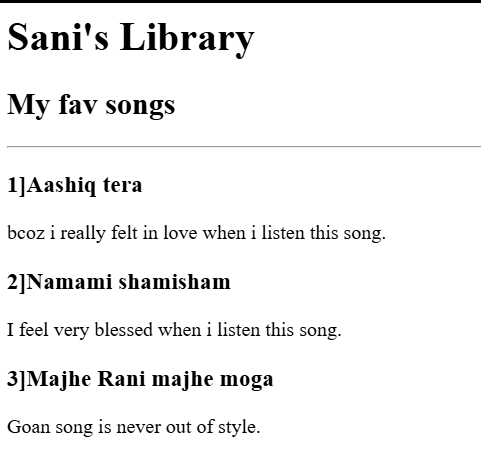 Sani's Library
My fav songs
1]Aashiq tera
bcoz i really felt in love when i listen this song.
2]Namami shamisham
I feel very blessed when i listen this song.
3]Majhe Rani majhe moga
Goan song is never out of style.